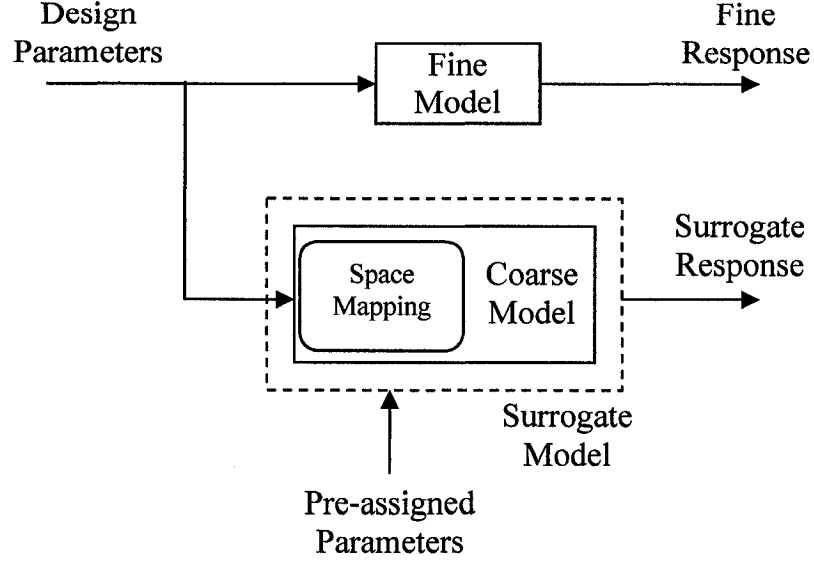 Design
Parameters
Fine
Model
Fine
Response
Space
Mapping
Coarse
Model
Surrogate
Response
Surrogate
Model
Pre-assigned
Parameters